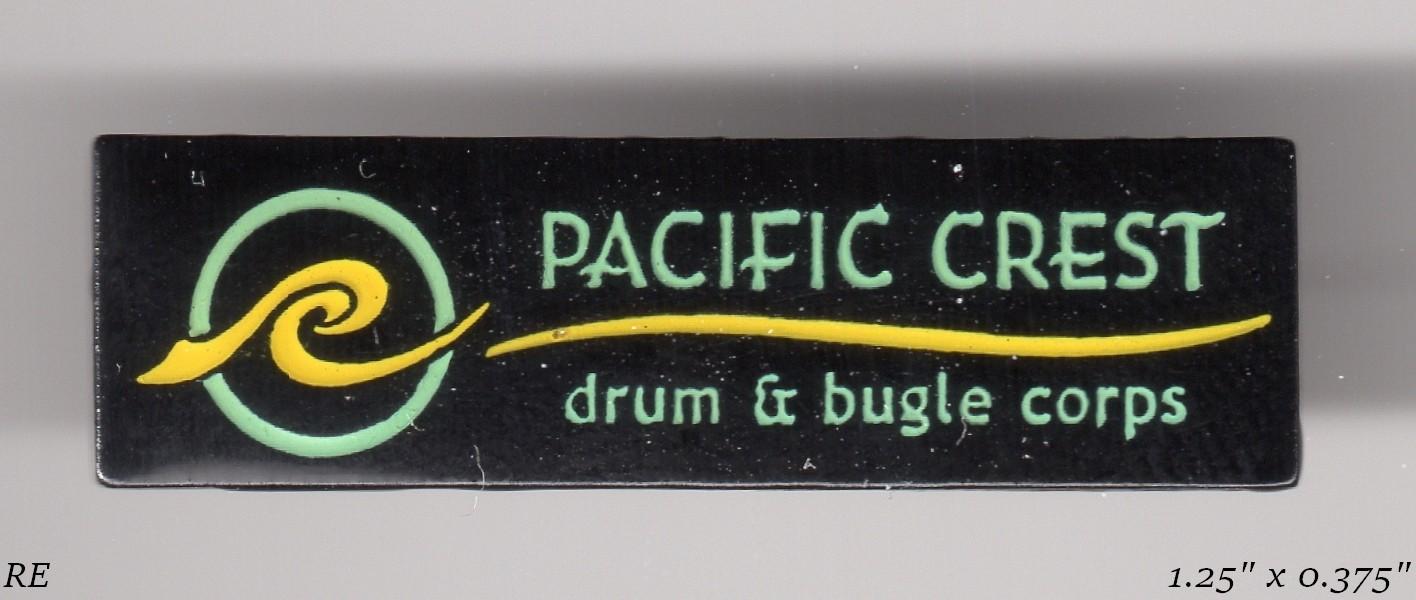 PACIFIC CREST
drum & bugle corps
RE
1.25" x 0.375"